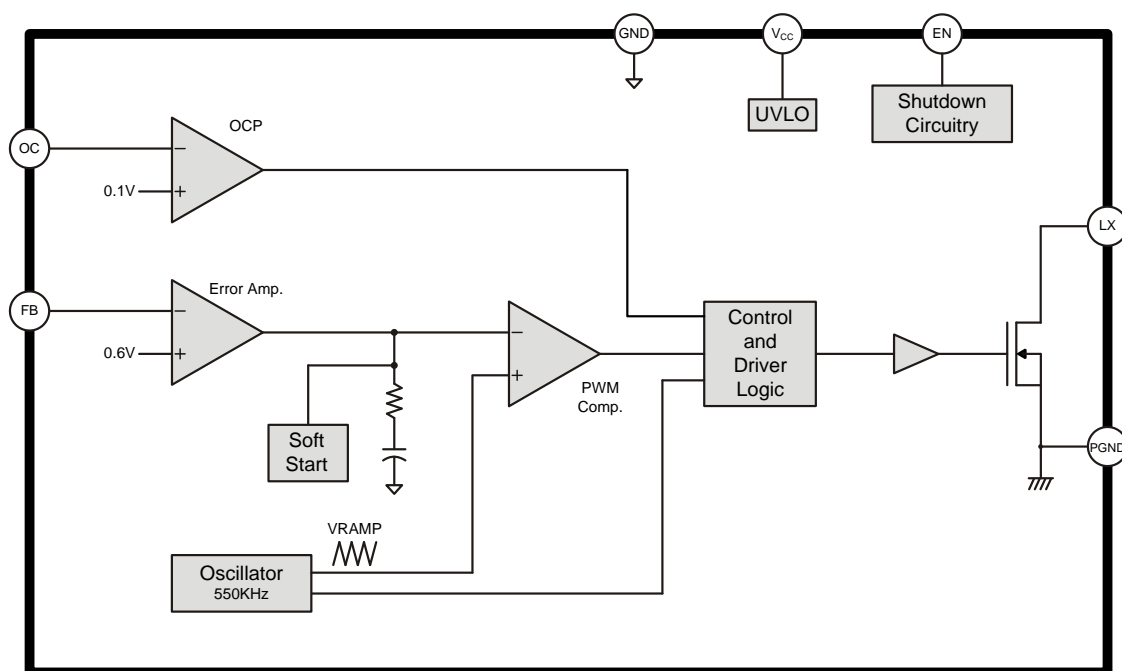 GND
VCC
EN
UVLO
Shutdown
Circuitry
OC
OCP
−
0.1V
+
LX
FB
Error Amp.
−
0.6V
+
−
+
PWM
Comp.
Control
and
Driver
Logic
Soft
Start
PGND
VRAMP
Oscillator
550KHz